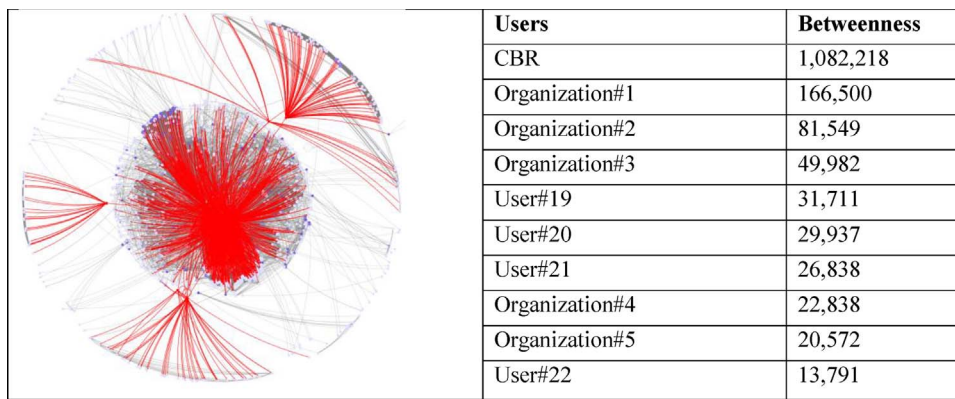 Users Betweenness
CBR 1,082,218
Organization#1 166,500
Organization#2 81,549
Organization#3 49,982
User#19 31,711
User#20 29,937
User#21 26,838
Organization#4 22,838
Organization#5 20,572
User#22 13,791